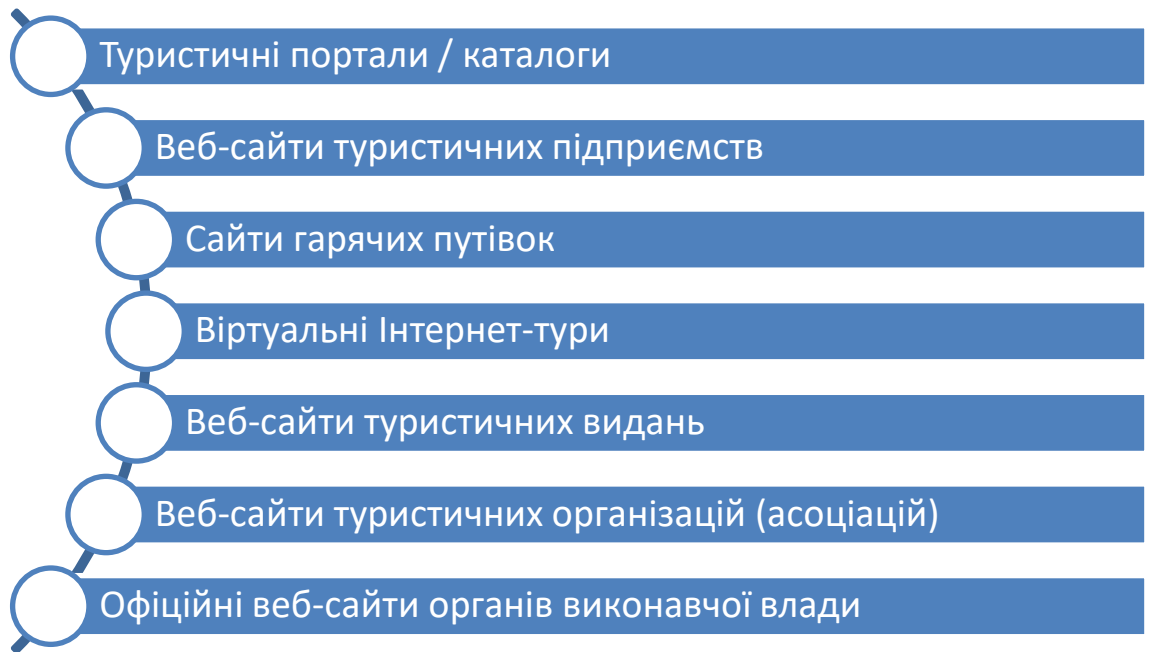 Туристичні портали / каталоги
Веб-сайти туристичних підприємств
Сайти гарячих путівок
Віртуальні Інтернет-тури
Веб-сайти туристичних видань
Веб-сайти туристичних організацій (асоціацій)
Офіційні веб-сайти органів виконавчої влади